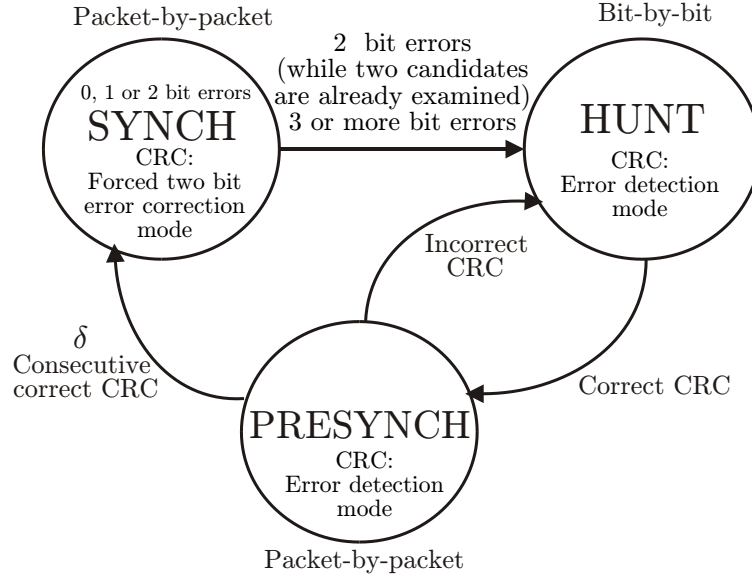 Packet-by-packet
0, 1 or 2 bit errors
SYNCH
CRC:
Forced two bit
error correction
mode
2 bit errors
(while two candidates
are already examined)
3 or more bit errors
Bit-by-bit
HUNT
CRC:
Error detection
mode
Incorrect
CRC
δ
Consecutive
correct CRC
Correct CRC
PRESYNCH
CRC:
Error detection
mode
Packet-by-packet